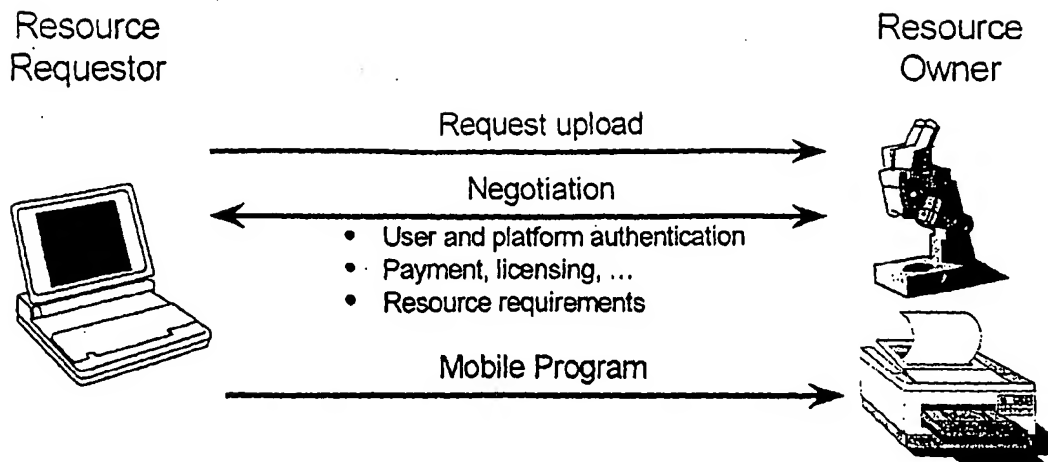 Resource
Requestor
Resource
Owner
Request upload
Negotiation
• User and platform authentication
• Payment, licensing, ...
• Resource requirements
Mobile Program